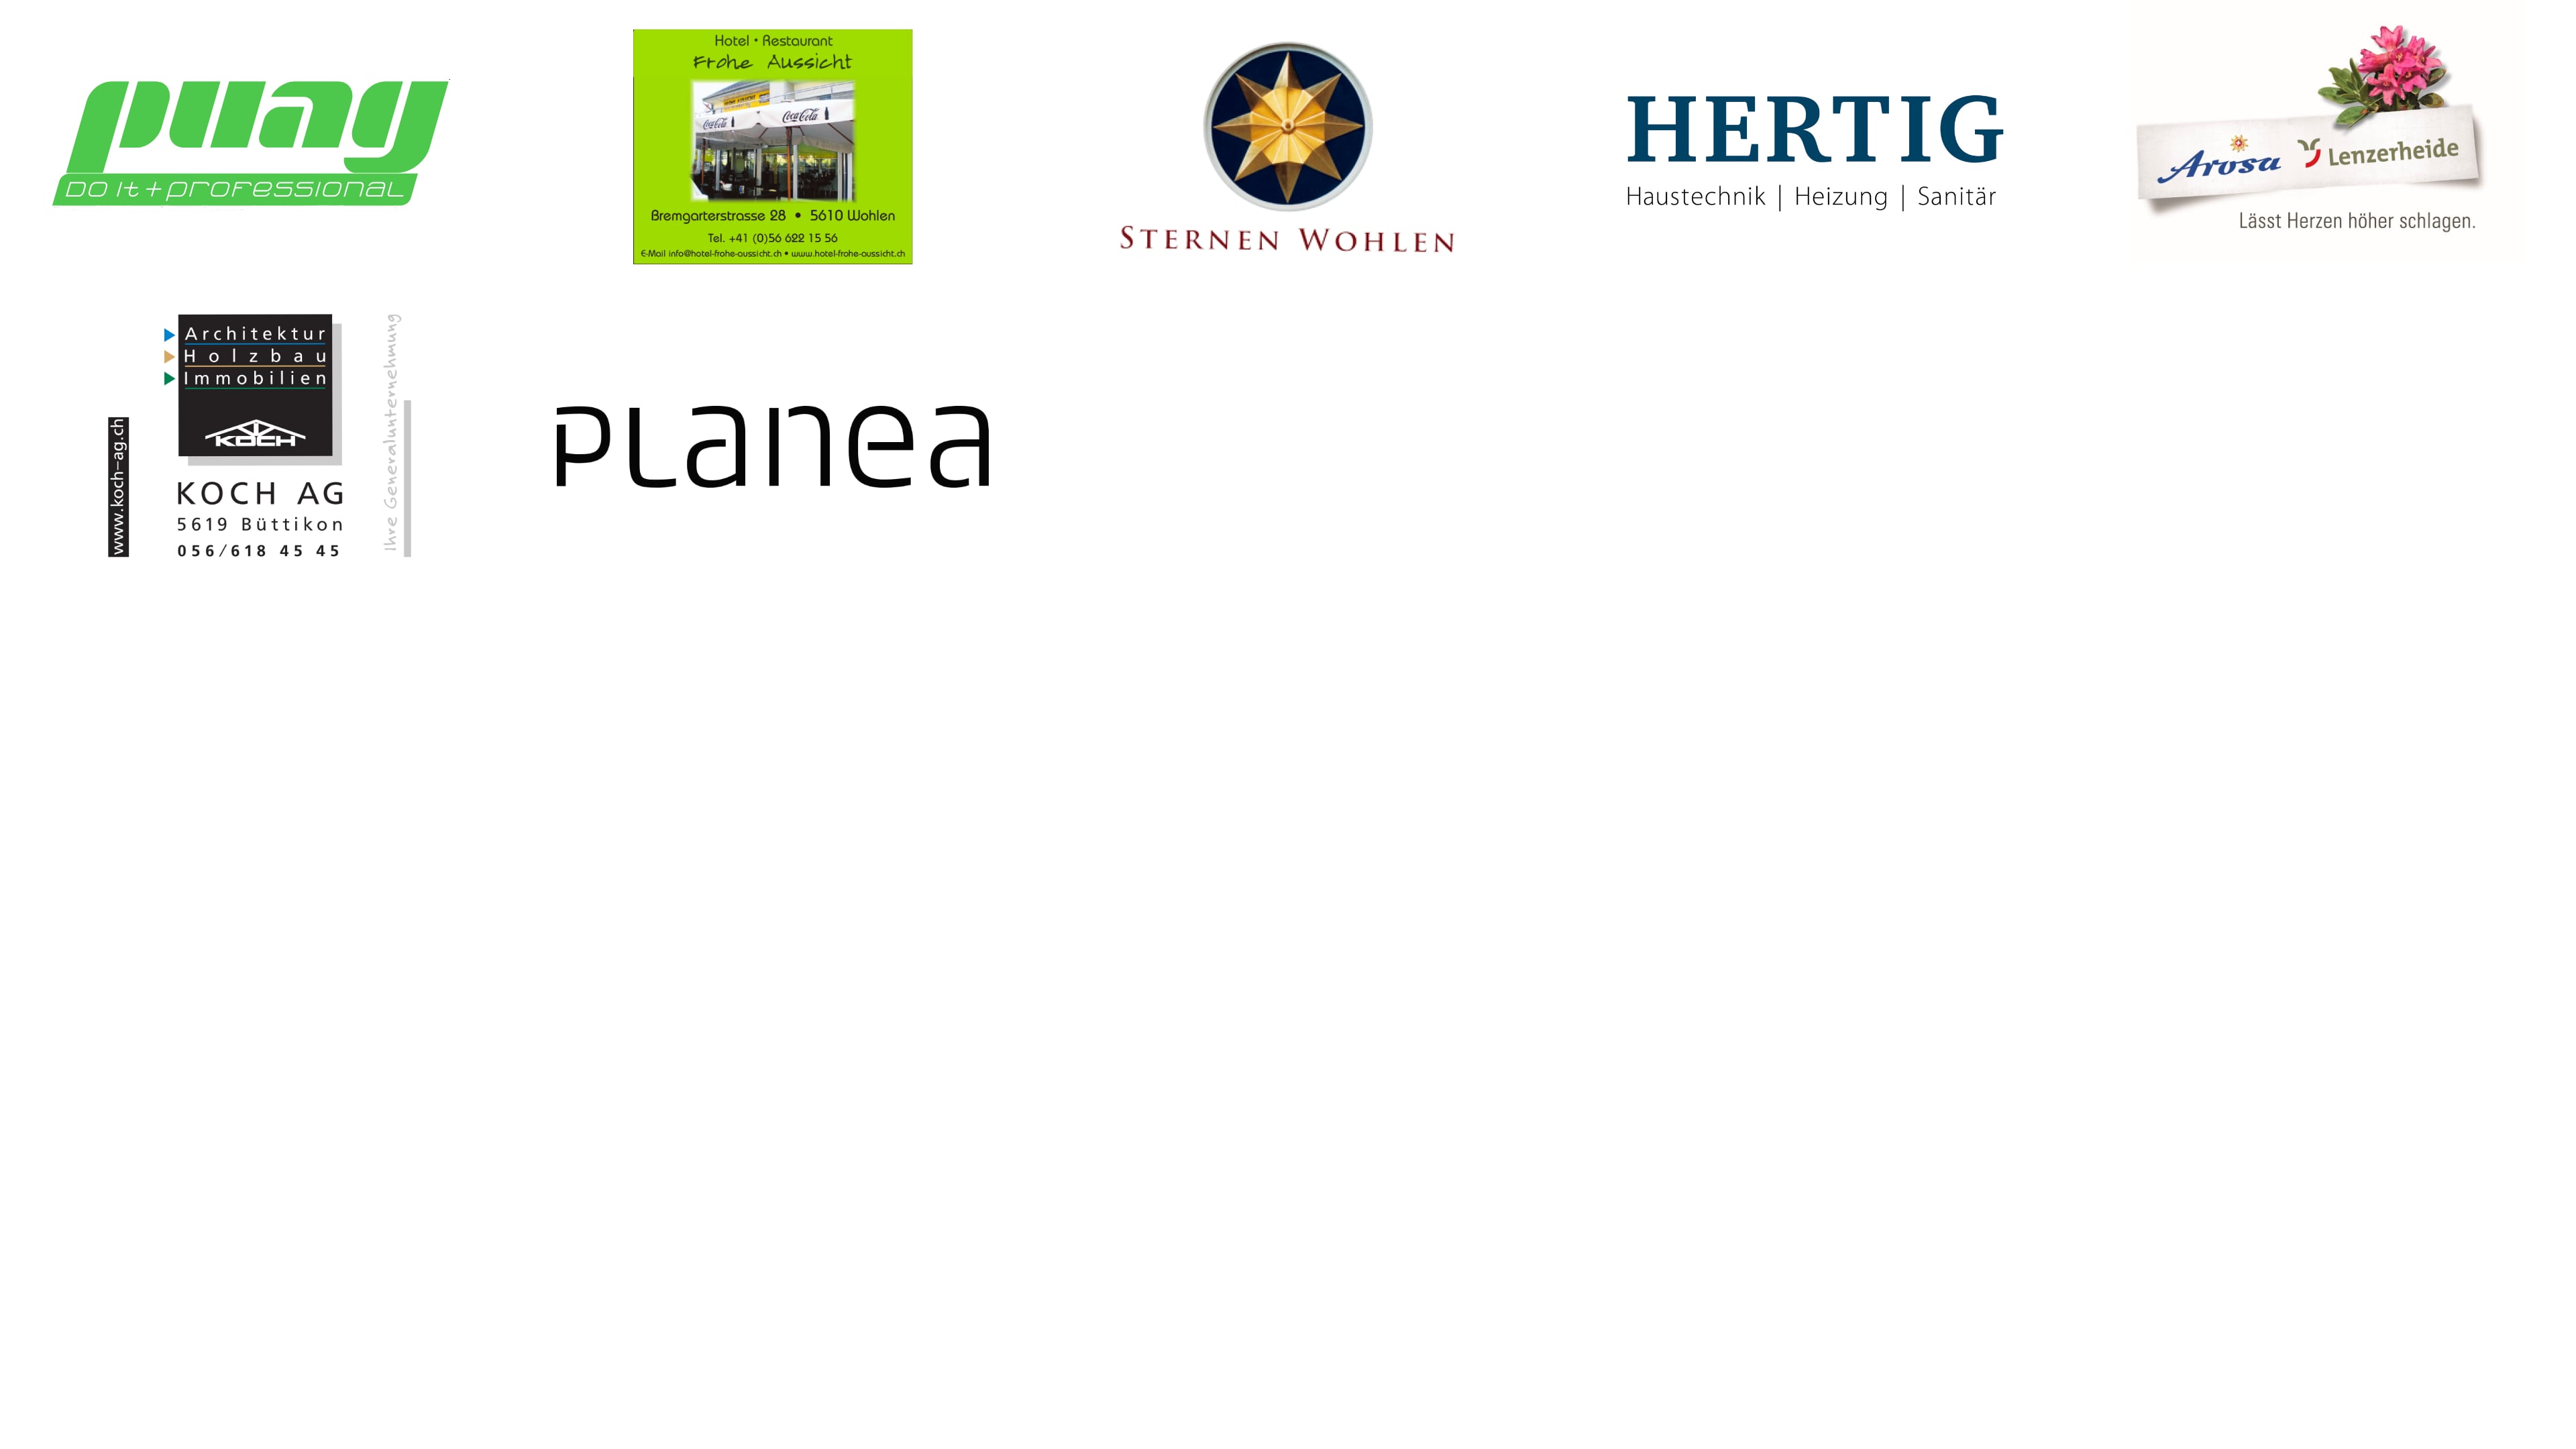 puag
DO IT + PROFESSIONAL
Hotel • Restaurant
Frohe Aussicht
Coca-Cola
Coca-Cola
Bremgarterstrasse 28 • 5610 Wohlen
Tel. +41 (0)56 622 15 56
E-Mail info@hotel-frohe-aussicht.ch • www.hotel-frohe-aussicht.ch
STERNEN WOHLEN
HERTIG
Haustechnik | Heizung | Sanitär
Arosa Lenzerheide
Lässt Herzen höher schlagen.
www.koch-ag.ch
Architektur
Holzbau
Immobilien
KOCH
KOCH AG
5619 Büttikon
056/618 45 45
Ihre Generalunternehmung
PLanea